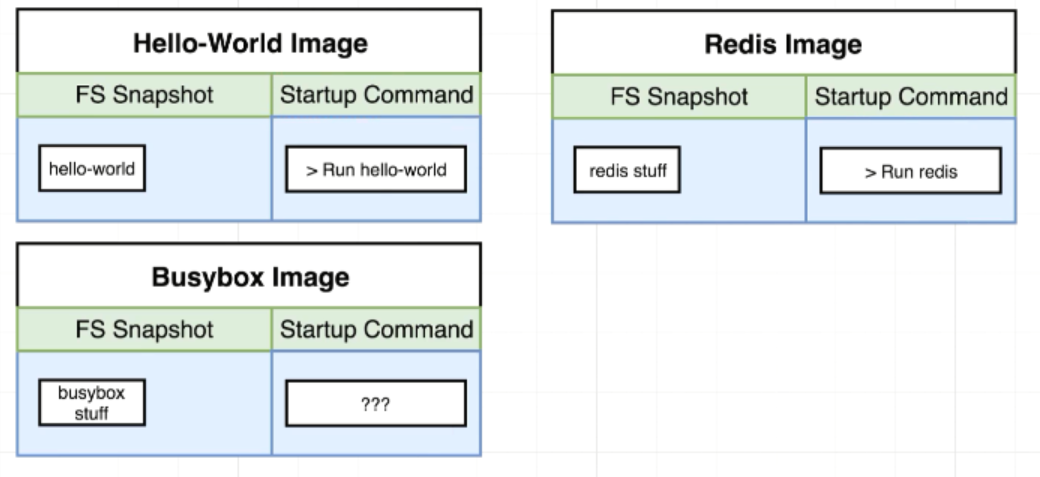 Hello-World Image
FS Snapshot
Startup Command
hello-world
> Run hello-world
Redis Image
FS Snapshot
Startup Command
redis stuff
> Run redis
Busybox Image
FS Snapshot
Startup Command
busybox
stuff
???